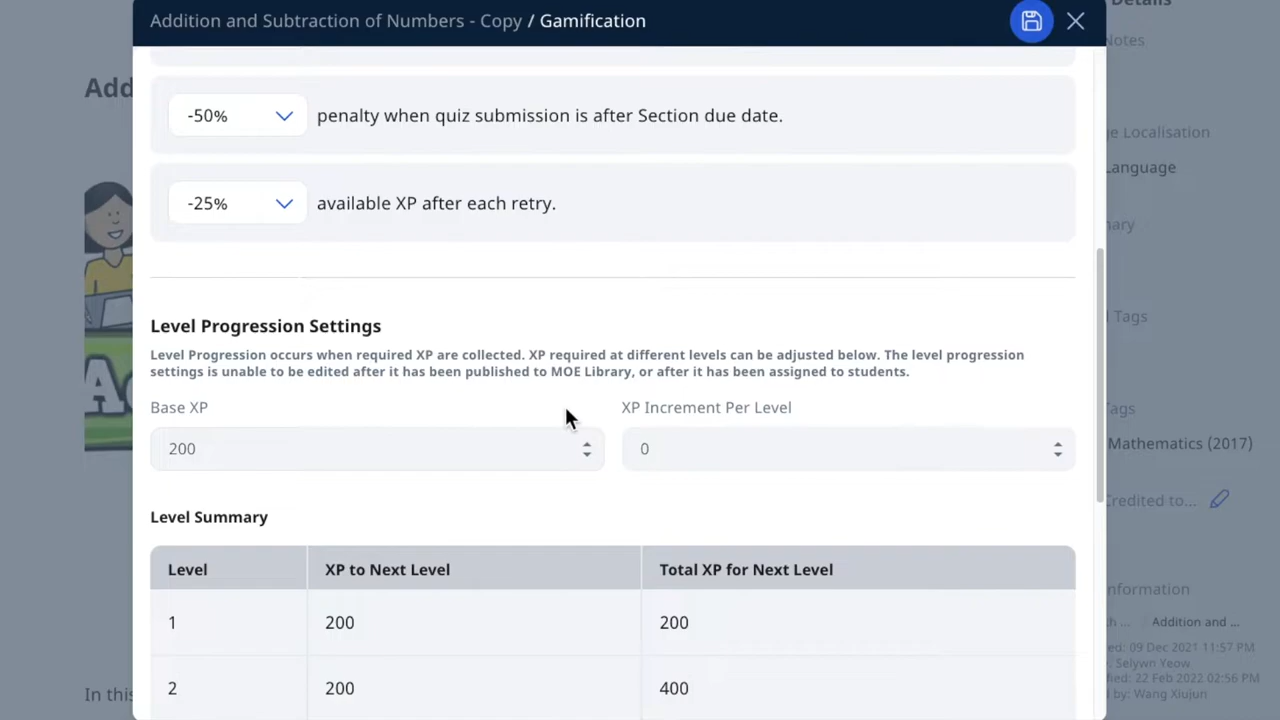 Addition and Subtraction of Numbers - Copy / Gamification
Details
Notes
Add
-50% penalty when quiz submission is after Section due date.
ge Localisation
Language
-25% available XP after each retry.
Level Progression Settings
Tags
Level Progression occurs when required XP are collected. XP required at different levels can be adjusted below. The level progression
settings is unable to be edited after it has been published to MOE Library, or after it has been assigned to students.
Base XP
XP Increment Per Level
Tags
200
0
Mathematics (2017)
Credited to...
Level Summary
Level
XP to Next Level
Total XP for Next Level
nformation
1
200
200
Addition and ...
ed: 09 Dec 2021 11:57 PM
Selwyn Yeow
2
200
400
fied: 22 Feb 2022 02:56 PM
by: Wang Xiujun
In this